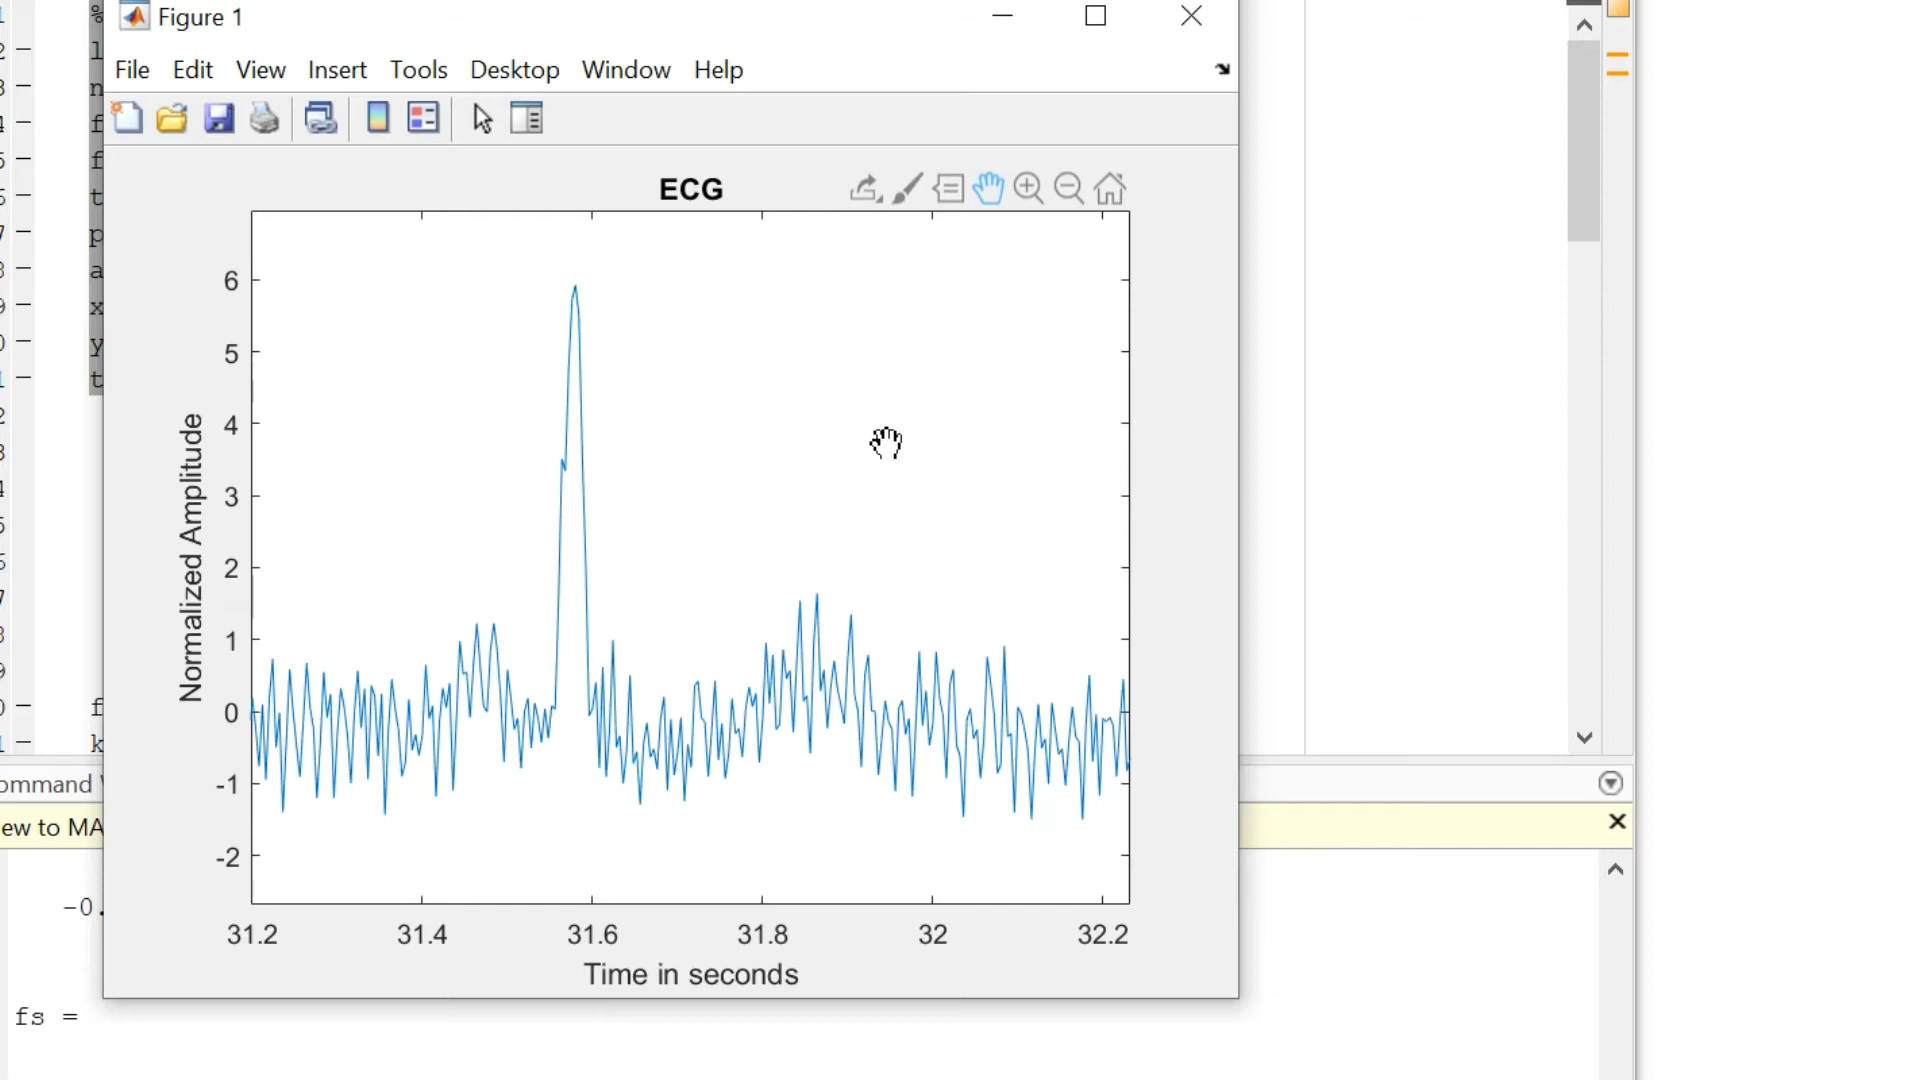 Figure 1
File Edit View Insert Tools Desktop Window Help
ECG
6
5
4
3
2
1
0
-1
-2
Normalized Amplitude
31.2 31.4 31.6 31.8 32 32.2
Time in seconds
%
l
n
f
f
t
p
a
x
y
t
f
k
ommand
ew to MA
-0.
fs =